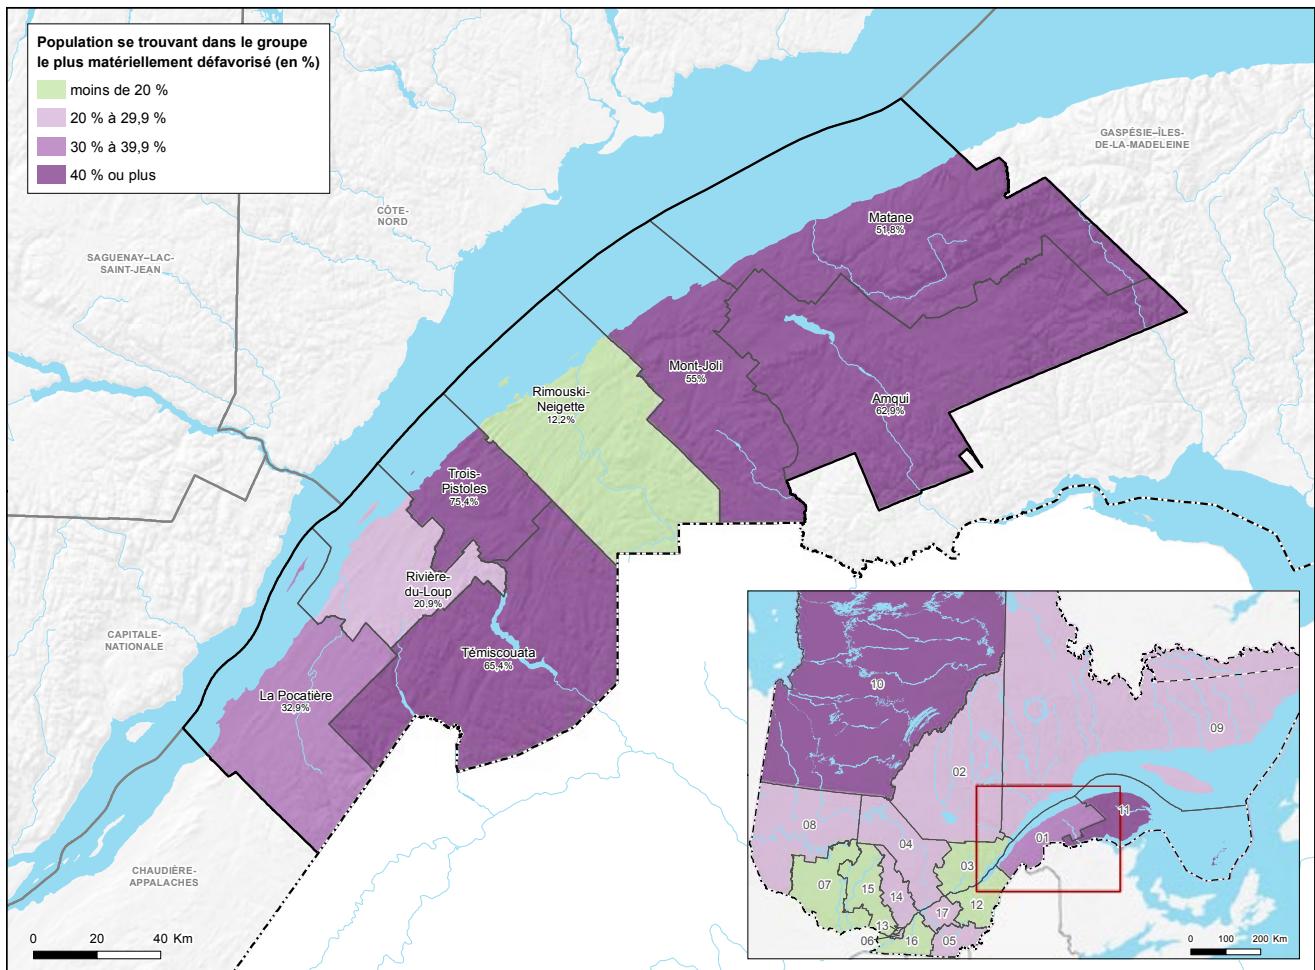 Population se trouvant dans le groupe
le plus matériellement défavorisé (en %)
moins de 20 %
20 % à 29,9 %
30 % à 39,9 %
40 % ou plus
GASPÉSIE–ÎLES-
DE-LA-MADELEINE
CÔTE-
NORD
SAGUENAY–LAC-
SAINT-JEAN
Matane
51,8%
Mont-Joli
55%
Amqui
62,9%
Rimouski-
Neigette
12,2%
Trois-
Pistoles
75,4%
Rivière-
du-Loup
20,9%
Témiscouata
65,4%
La Pocatière
32,9%
CAPITALE-
NATIONALE
CHAUDIÈRE-
APPALACHES
0 20 40 Km
10
09
02
08
04
11
01
03
07
15
14
12
17
13
06
16
05
0 100 200 Km